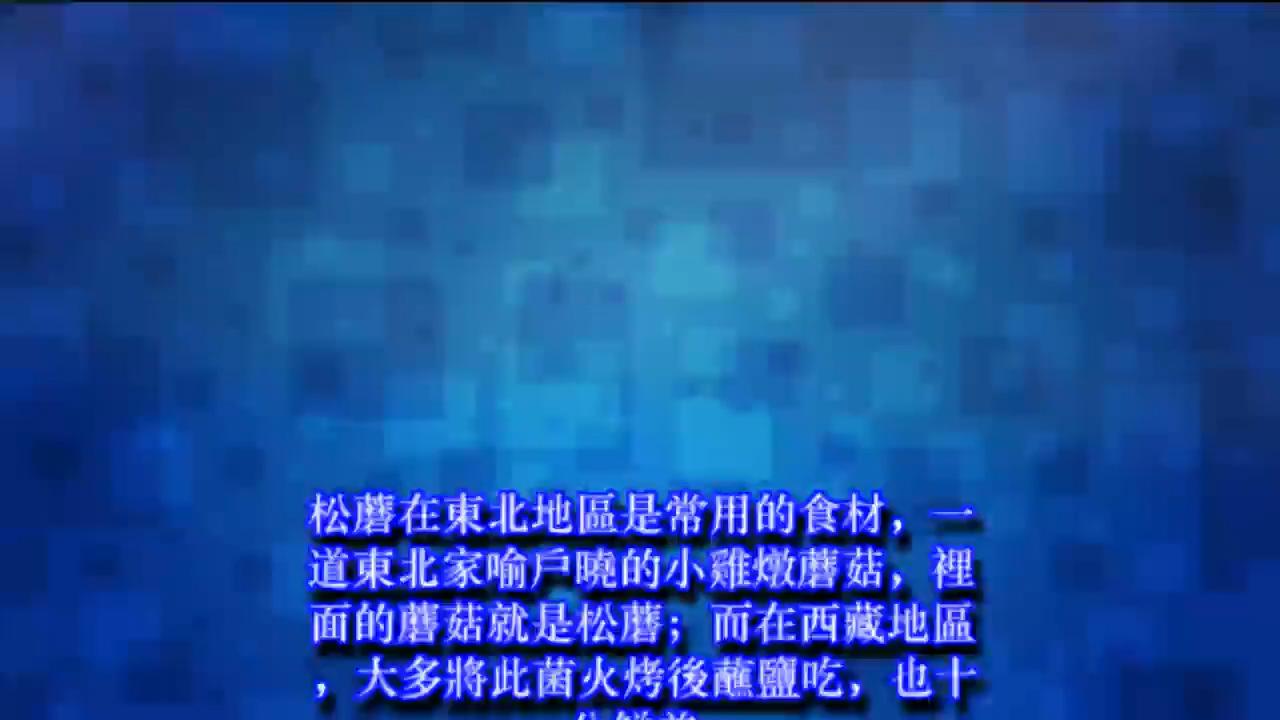 松蘑在東北地區是常用的食材，一
道東北家喻戶曉的小雞燉蘑菇，裡
面的蘑菇就是松蘑；而在西藏地區
，大多將此菌火烤後蘸鹽吃，也十